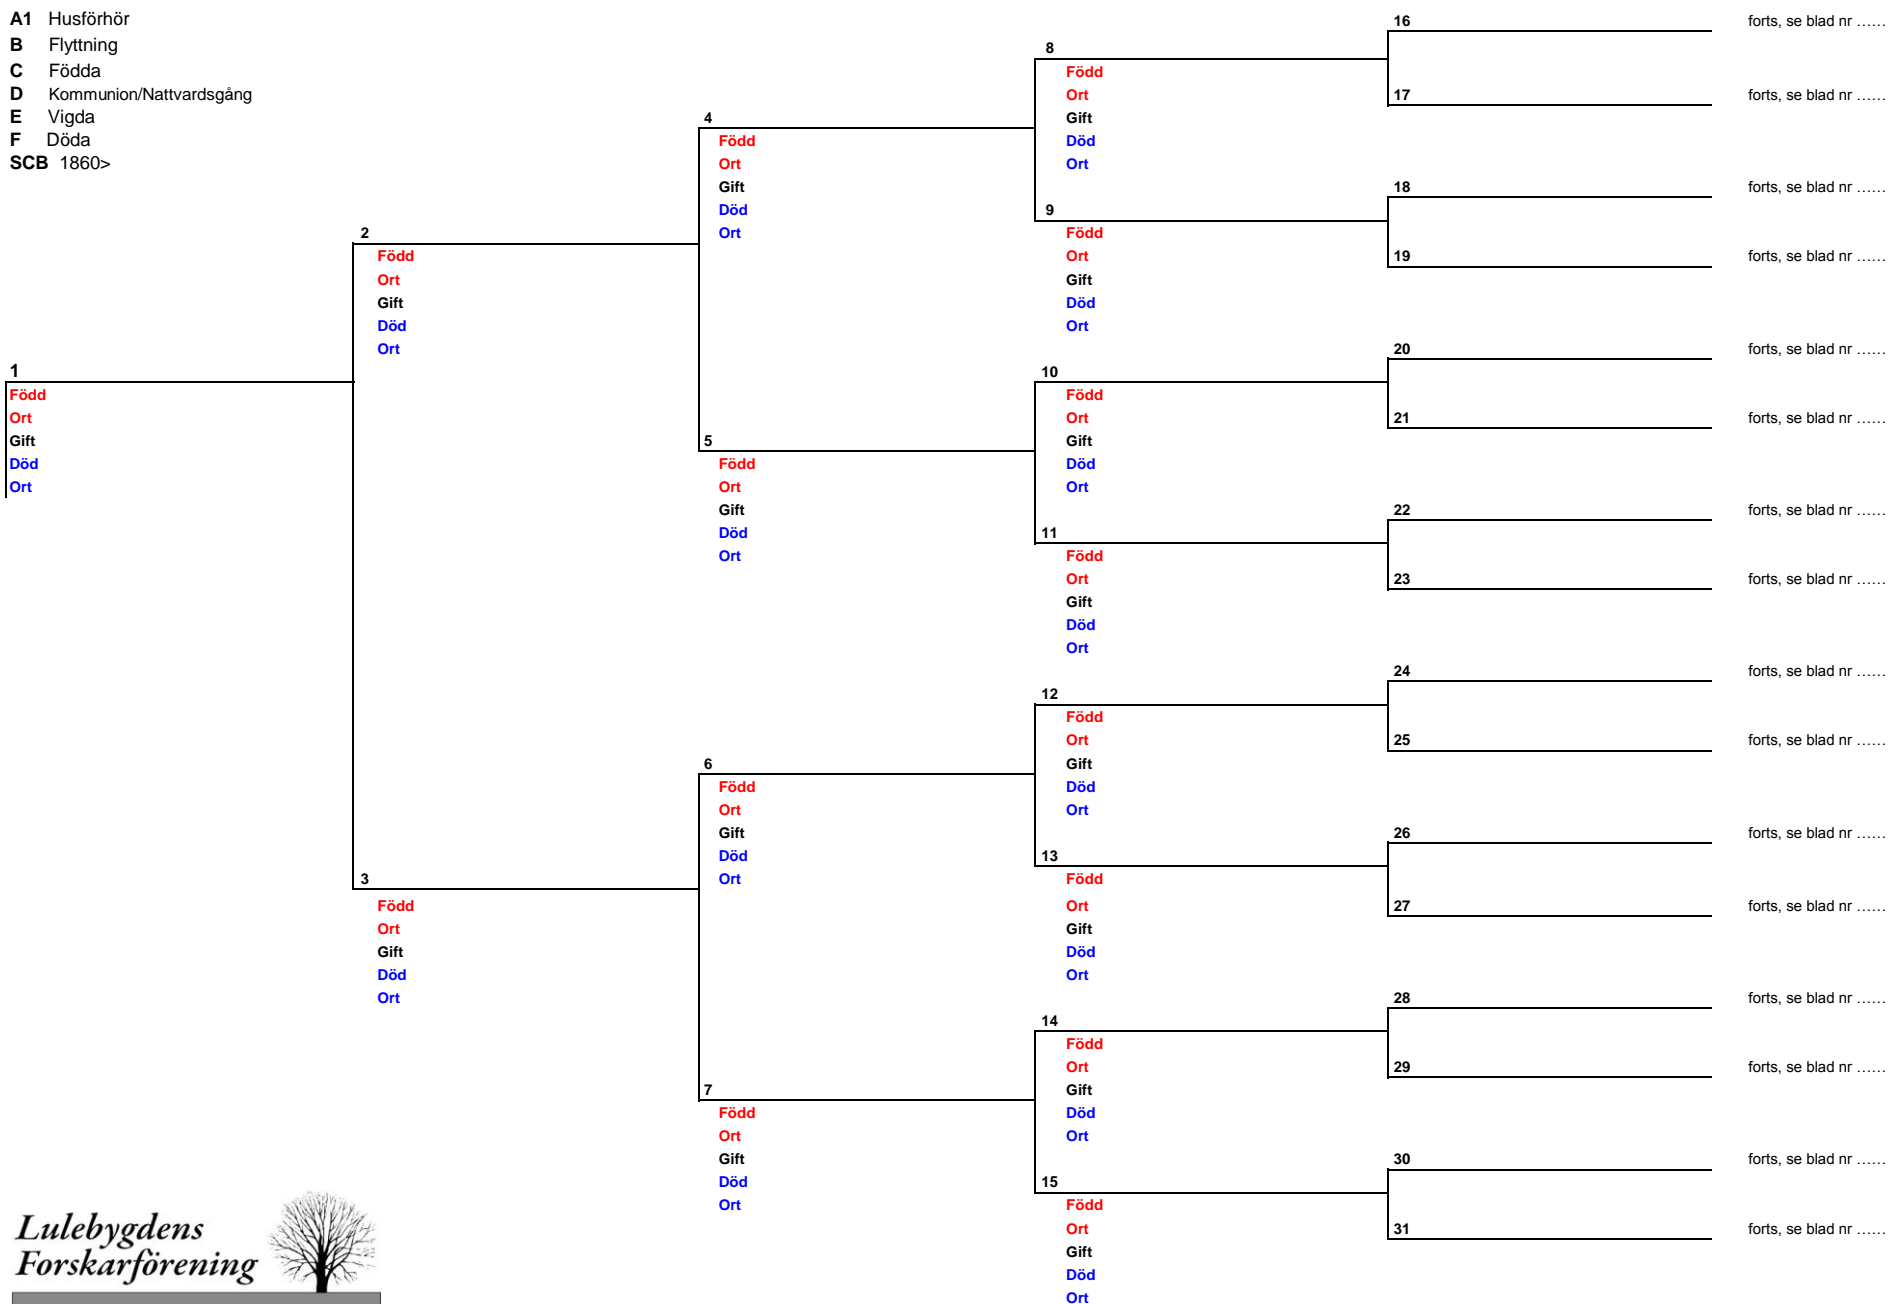 A1 Husförhör
B Flyttning
C Födda
D Kommunion/Nattvardsgång
E Vigda
F Döda
SCB 1860>
1
Född
Ort
Gift
Död
Ort
2
Född
Ort
Gift
Död
Ort
3
Född
Ort
Gift
Död
Ort
4
Född
Ort
Gift
Död
Ort
5
Född
Ort
Gift
Död
Ort
6
Född
Ort
Gift
Död
Ort
7
Född
Ort
Gift
Död
Ort
8
Född
Ort
Gift
Död
Ort
9
Född
Ort
Gift
Död
Ort
10
Född
Ort
Gift
Död
Ort
11
Född
Ort
Gift
Död
Ort
12
Född
Ort
Gift
Död
Ort
13
Född
Ort
Gift
Död
Ort
14
Född
Ort
Gift
Död
Ort
15
Född
Ort
Gift
Död
Ort
16 forts, se blad nr ......
17 forts, se blad nr ......
18 forts, se blad nr ......
19 forts, se blad nr ......
20 forts, se blad nr ......
21 forts, se blad nr ......
22 forts, se blad nr ......
23 forts, se blad nr ......
24 forts, se blad nr ......
25 forts, se blad nr ......
26 forts, se blad nr ......
27 forts, se blad nr ......
28 forts, se blad nr ......
29 forts, se blad nr ......
30 forts, se blad nr ......
31 forts, se blad nr ......
Lulebygdens
Forskarförening